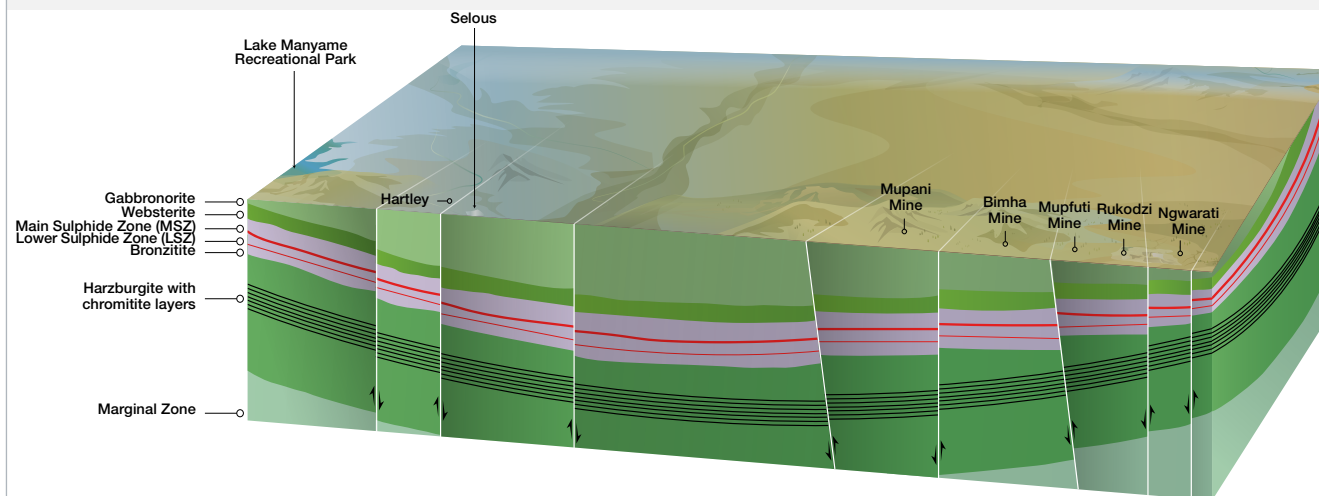 Selous
Lake Manyame
Recreational Park
Gabbronorite
Websterite
Main Sulphide Zone (MSZ)
Lower Sulphide Zone (LSZ)
Bronzitite
Harzburgite with
chromitite layers
Marginal Zone
Hartley
Mupani
Mine
Bimha
Mine
Mupfuti
Mine
Rukodzi
Mine
Ngwarati
Mine